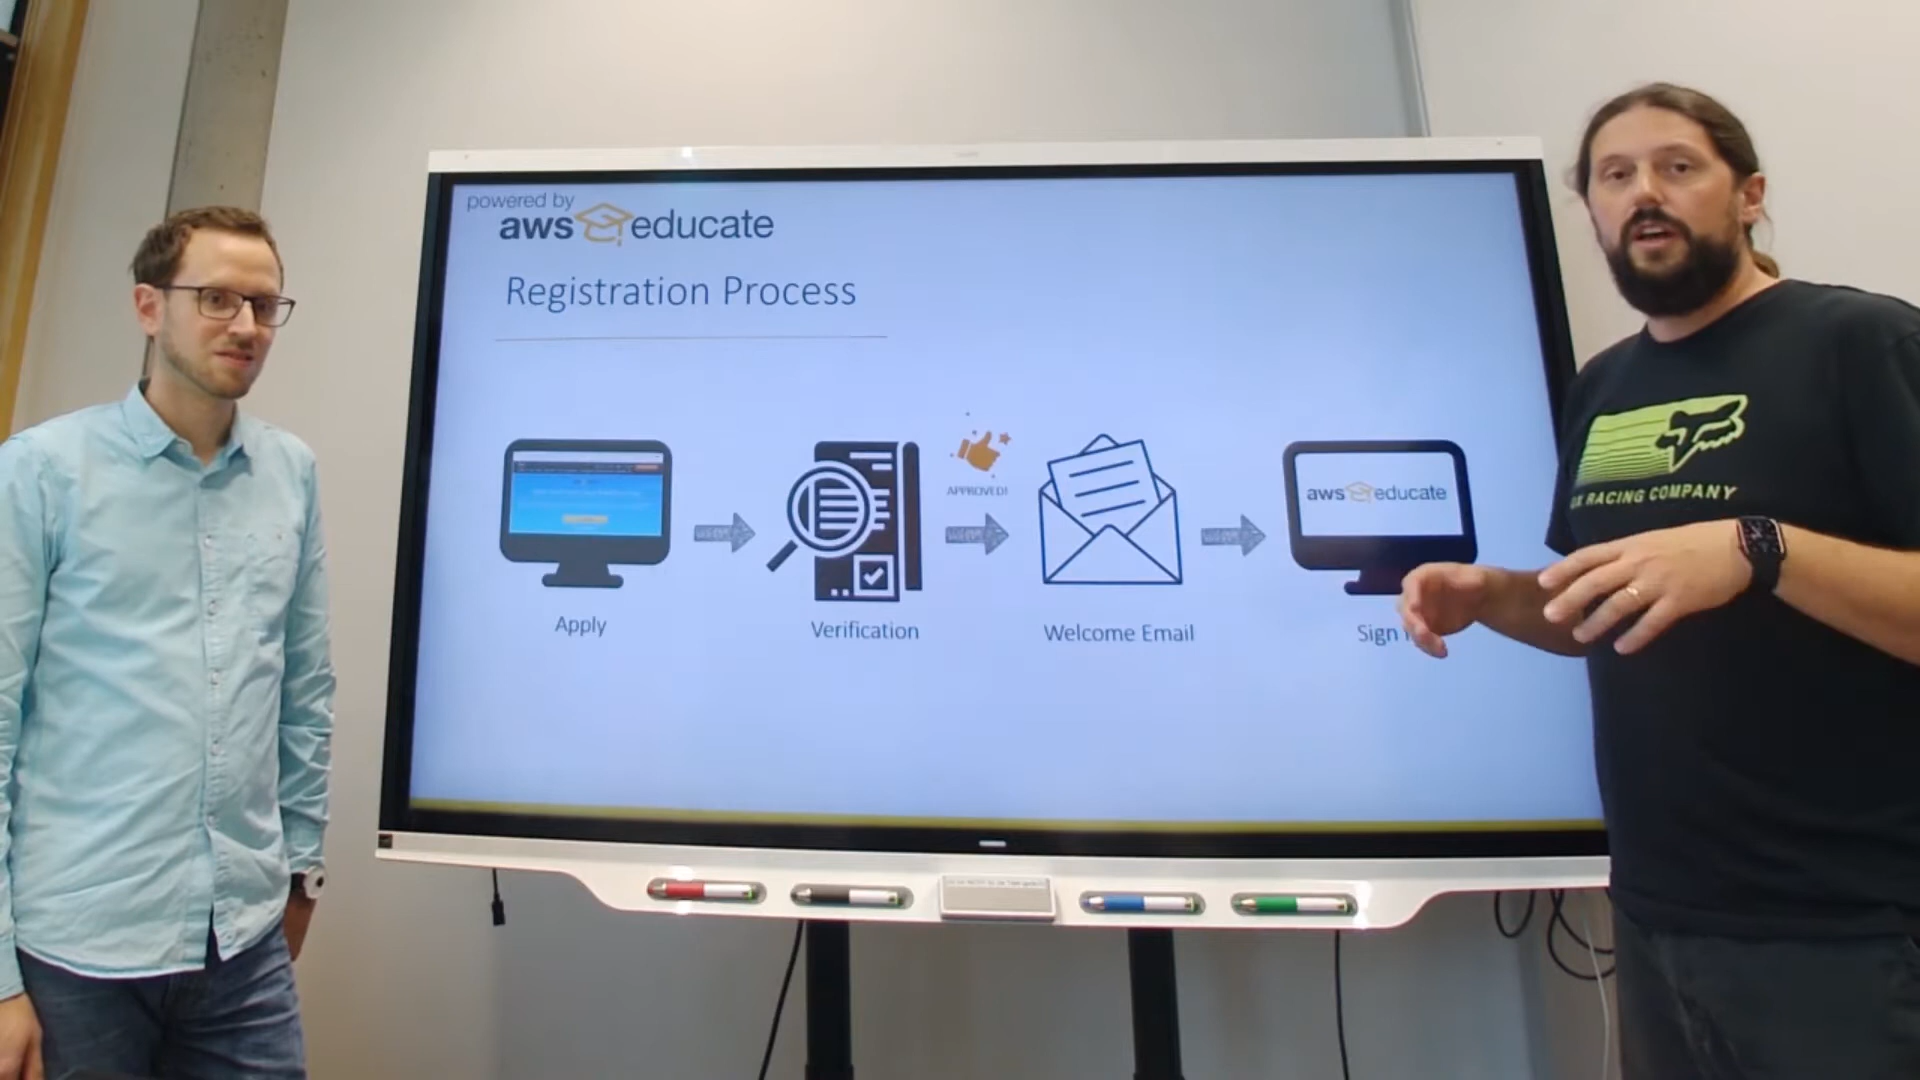 powered by
aws educate
Registration Process
APPROVED!
aws educate
Apply
Verification
Welcome Email
Sign
RACING COMPANY